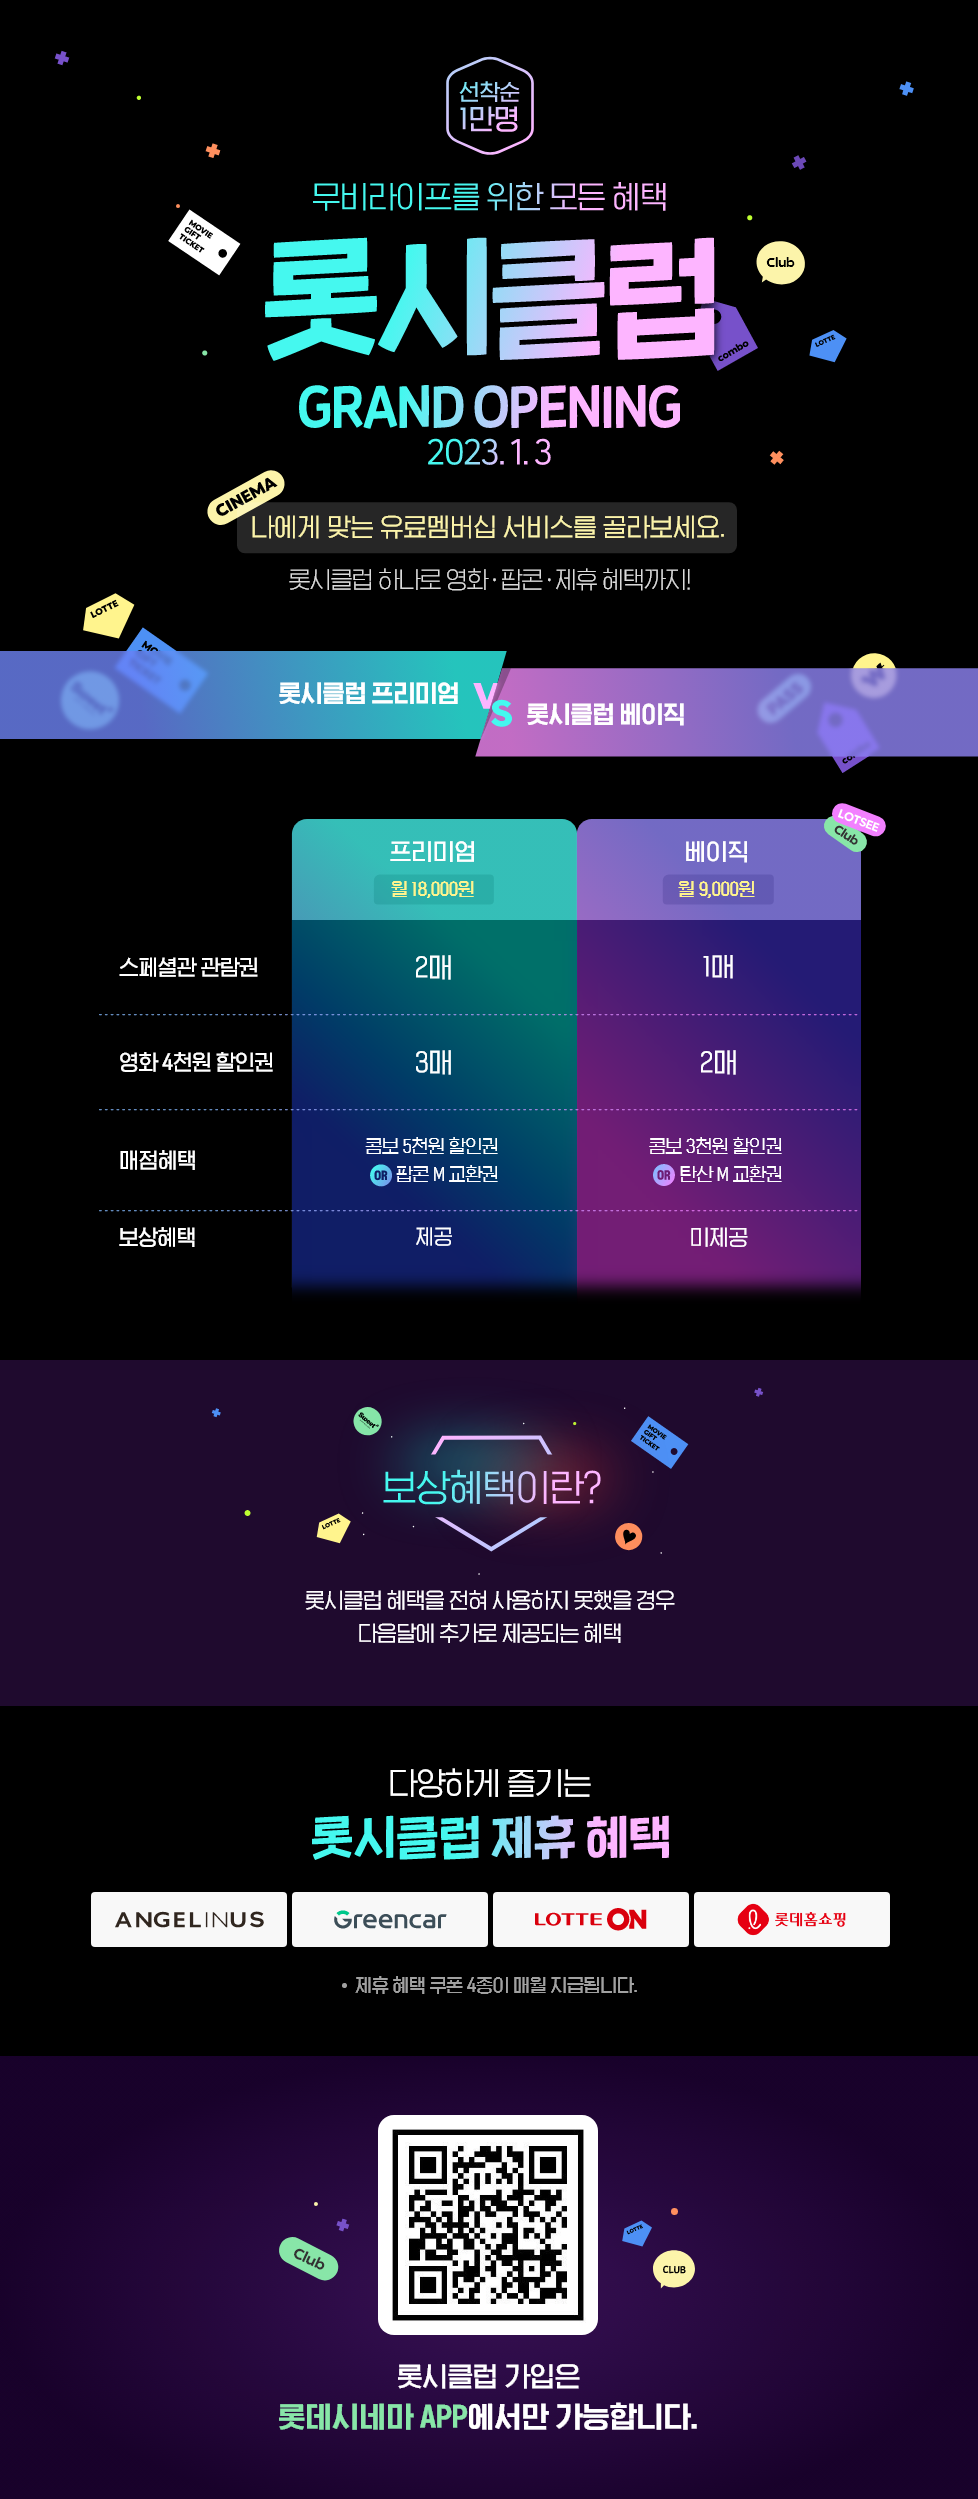 선착순
1만명
무비라이프를 위한 모든 혜택
MOVIE
GIFT
TICKET
롯시클럽
Club
combo
LOTTE
GRAND OPENING
2023. 1. 3
CINEMA
나에게 맞는 유료멤버십 서비스를 골라보세요.
롯시클럽 하나로 영화·팝콘·제휴 혜택까지!
LOTTE
롯시클럽 프리미엄 VS 롯시클럽 베이직
PASS
LOTSEE
Club
프리미엄 베이직
월 18,000원 월 9,000원
스페셜관 관람권 2매 1매
영화 4천원 할인권 3매 2매
매점혜택 콤보 5천원 할인권 콤보 3천원 할인권
OR 팝콘 M 교환권 OR 탄산 M 교환권
보상혜택 제공 미제공
Sweet
MOVIE
GIFT
TICKET
보상혜택이란?
LOTTE
롯시클럽 혜택을 전혀 사용하지 못했을 경우
다음달에 추가로 제공되는 혜택
다양하게 즐기는
롯시클럽 제휴 혜택
ANGELINUS Greencar LOTTE ON 롯데홈쇼핑
• 제휴 혜택 쿠폰 4종이 매월 지급됩니다.
Club
LOTTE
CLUB
롯시클럽 가입은
롯데시네마 APP에서만 가능합니다.